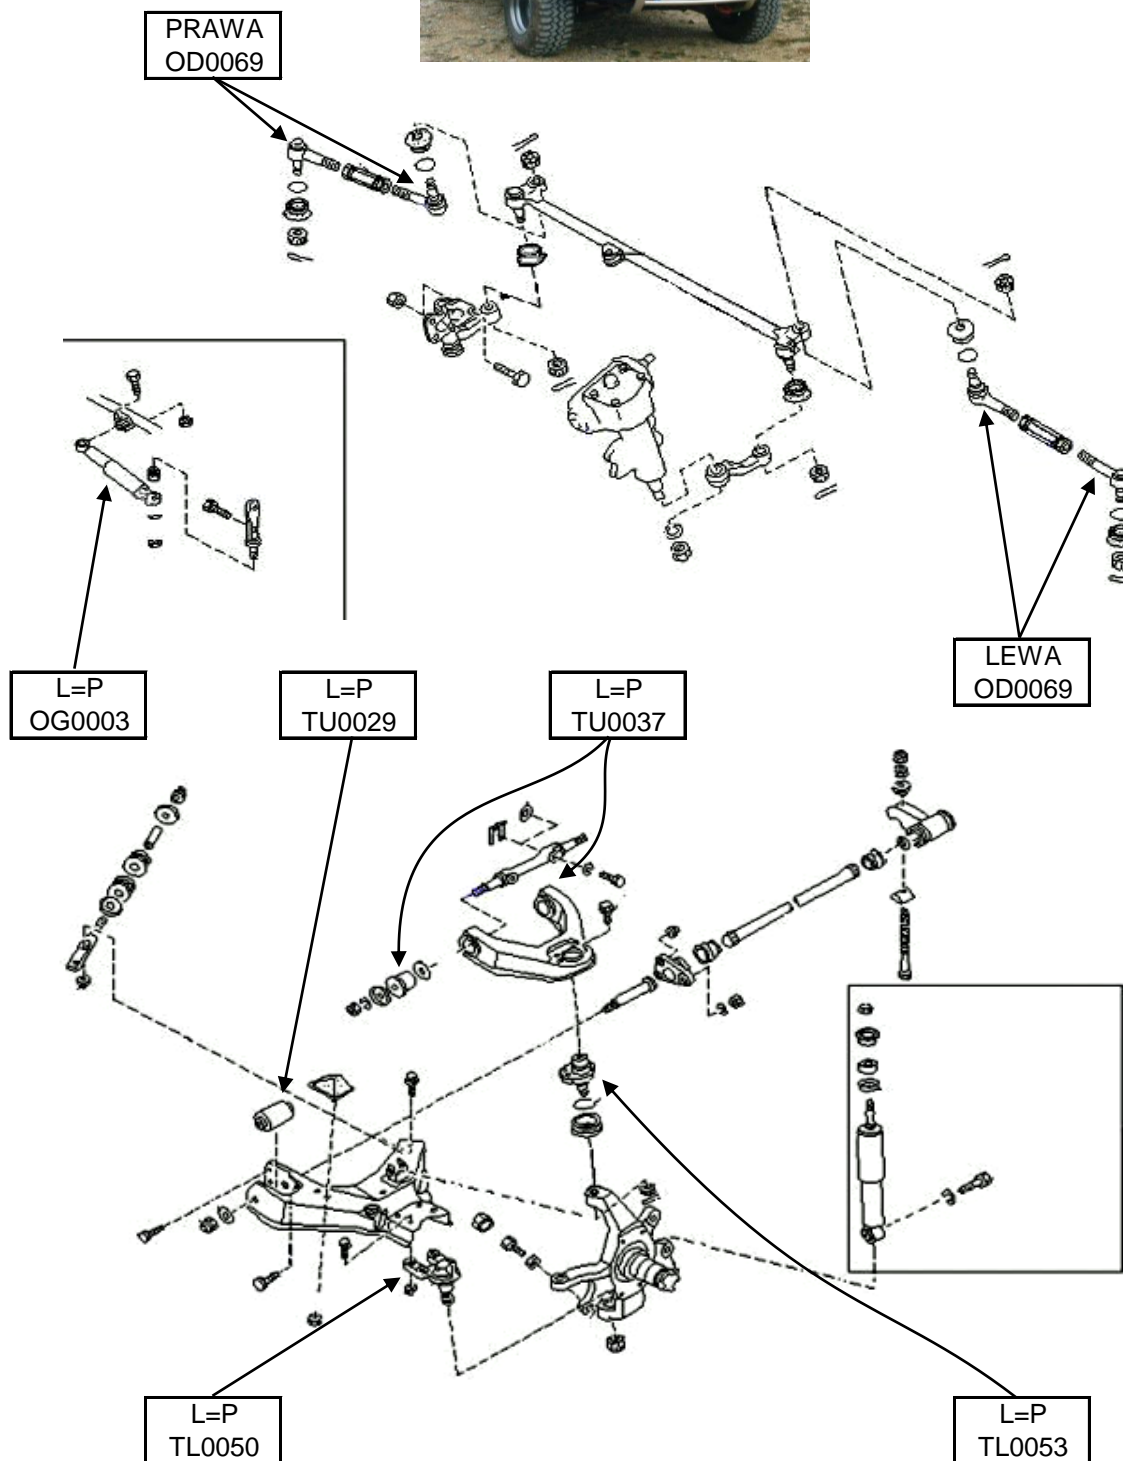 PRAWA
OD0069
LEWA
OD0069
L=P
OG0003
L=P
TU0029
L=P
TU0037
L=P
TL0050
L=P
TL0053